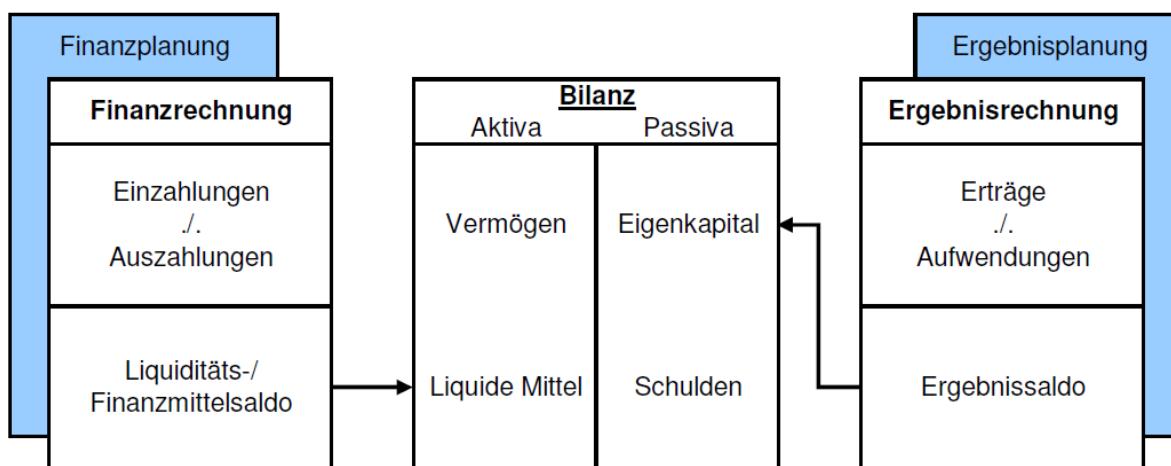 Finanzplanung
Finanzrechnung
Einzahlungen
./.
Auszahlungen
Liquiditäts-/
Finanzmittelsaldo
Bilanz
Aktiva Passiva
Vermögen Eigenkapital
Liquide Mittel Schulden
Ergebnisplanung
Ergebnisrechnung
Erträge
./.
Aufwendungen
Ergebnissaldo